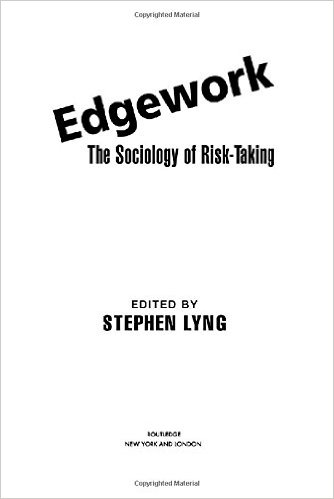 Copyrighted Material
Edgework
The Sociology of Risk-Taking
EDITED BY
STEPHEN LYNG
ROUTLEDGE
NEW YORK AND LONDON
Copyrighted Material